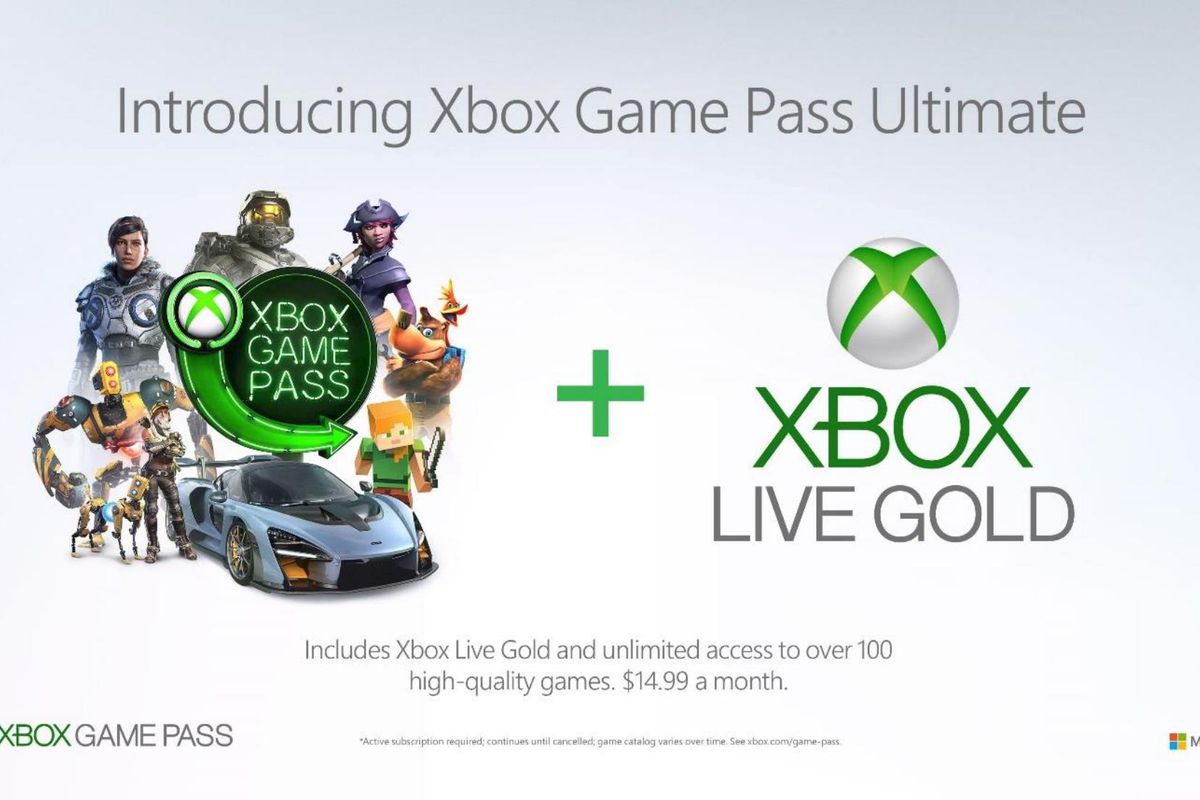 Introducing Xbox Game Pass Ultimate
XBOX
GAME
PASS
XBOX
LIVE GOLD
Includes Xbox Live Gold and unlimited access to over 100
high-quality games. $14.99 a month.
XBOX GAME PASS
*Active subscription required; continues until cancelled; game catalog varies over time. See xbox.com/game-pass.
M